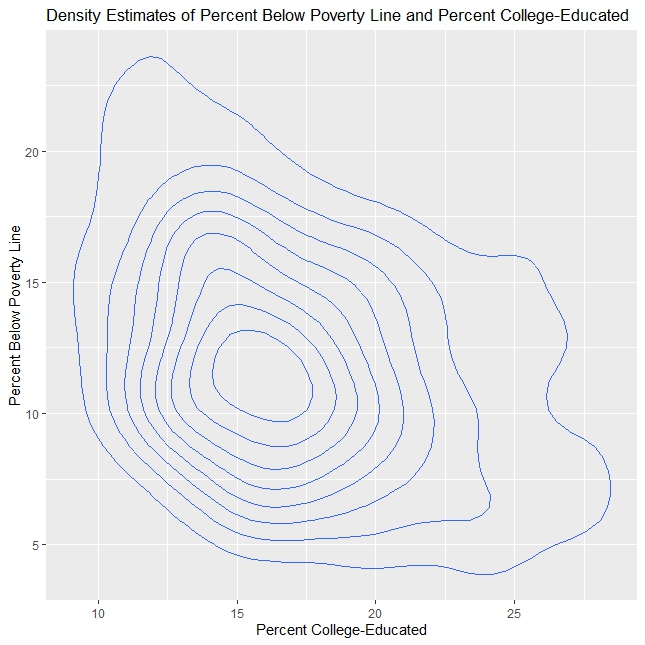 Density Estimates of Percent Below Poverty Line and Percent College-Educated
Percent Below Poverty Line
20
15
10
5
10 15 20 25
Percent College-Educated